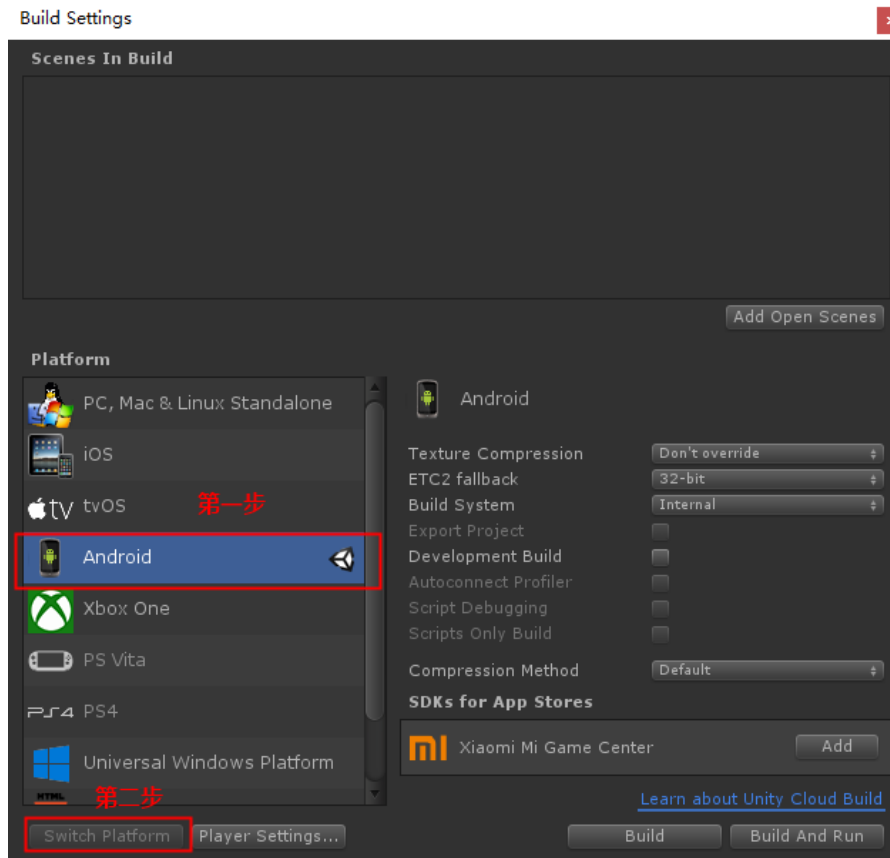 Build Settings
Scenes In Build
Add Open Scenes
Platform
PC, Mac & Linux Standalone
iOS
tv tvOS
第一步
Android
Xbox One
PS Vita
PS4 PS4
Universal Windows Platform
HTML
第二步
Switch Platform
Player Settings...
Android
Texture Compression Don't override
ETC2 fallback 32-bit
Build System Internal
Export Project
Development Build
Autoconnect Profiler
Script Debugging
Scripts Only Build
Compression Method Default
SDKs for App Stores
Xiaomi Mi Game Center Add
Learn about Unity Cloud Build
Build
Build And Run